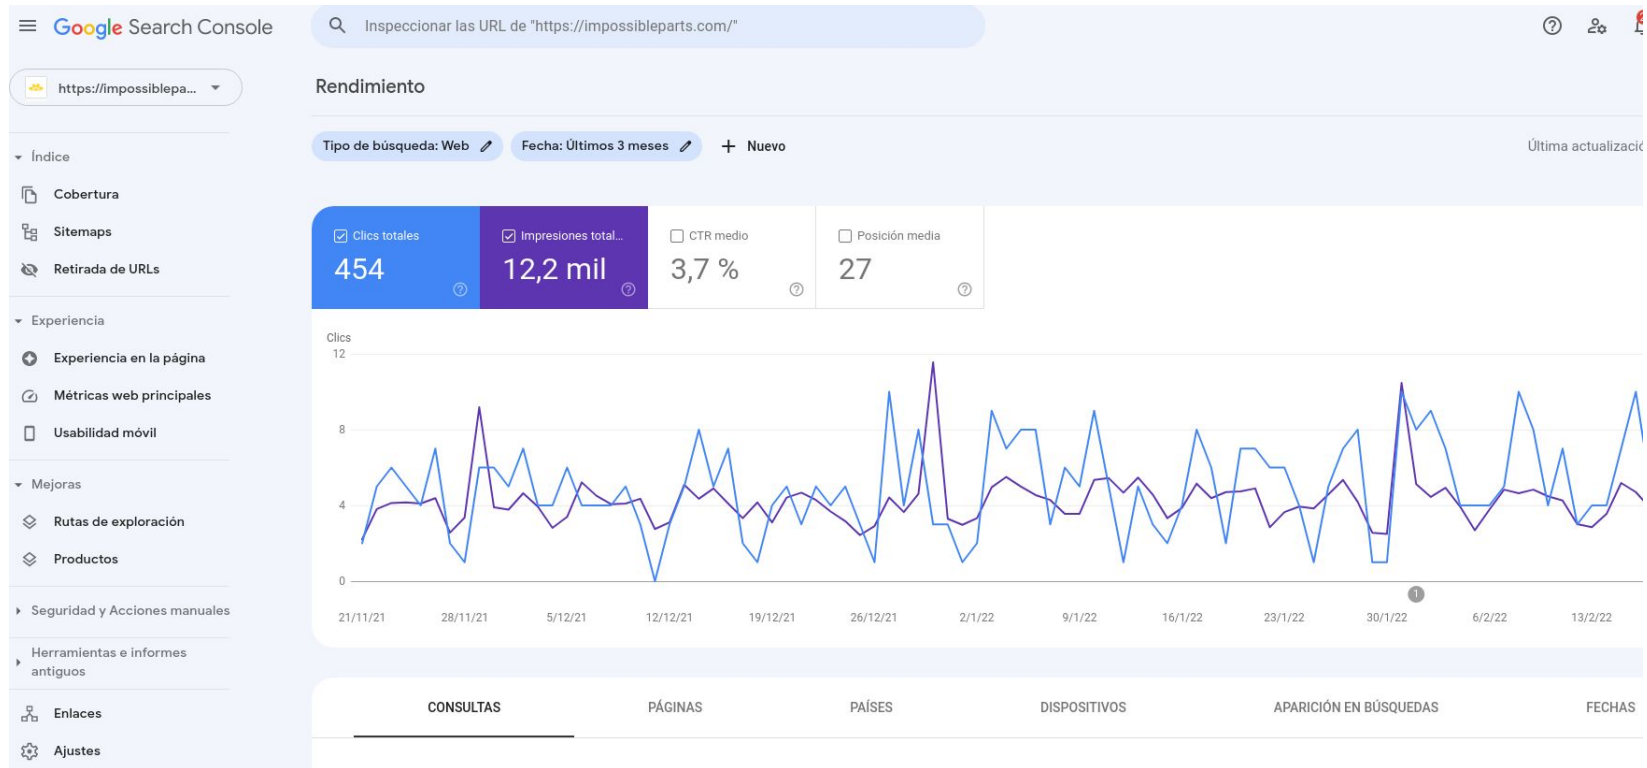 Google Search Console
Inspeccionar las URL de "https://impossibleparts.com/"
https://impossiblepa...
Rendimiento
Tipo de búsqueda: Web
Fecha: Últimos 3 meses
Nuevo
Última actualizació
Índice
Cobertura
Sitemaps
Retirada de URLs
Experiencia
Experiencia en la página
Métricas web principales
Usabilidad móvil
Mejoras
Rutas de exploración
Productos
Seguridad y Acciones manuales
Herramientas e informes
antiguos
Enlaces
Ajustes
Clics totales
454
Impresiones total...
12,2 mil
CTR medio
3,7 %
Posición media
27
Clics
12
8
4
0
1
21/11/21 28/11/21 5/12/21 12/12/21 19/12/21 26/12/21 2/1/22 9/1/22 16/1/22 23/1/22 30/1/22 6/2/22 13/2/22
CONSULTAS PÁGINAS PAÍSES DISPOSITIVOS APARICIÓN EN BÚSQUEDAS FECHAS